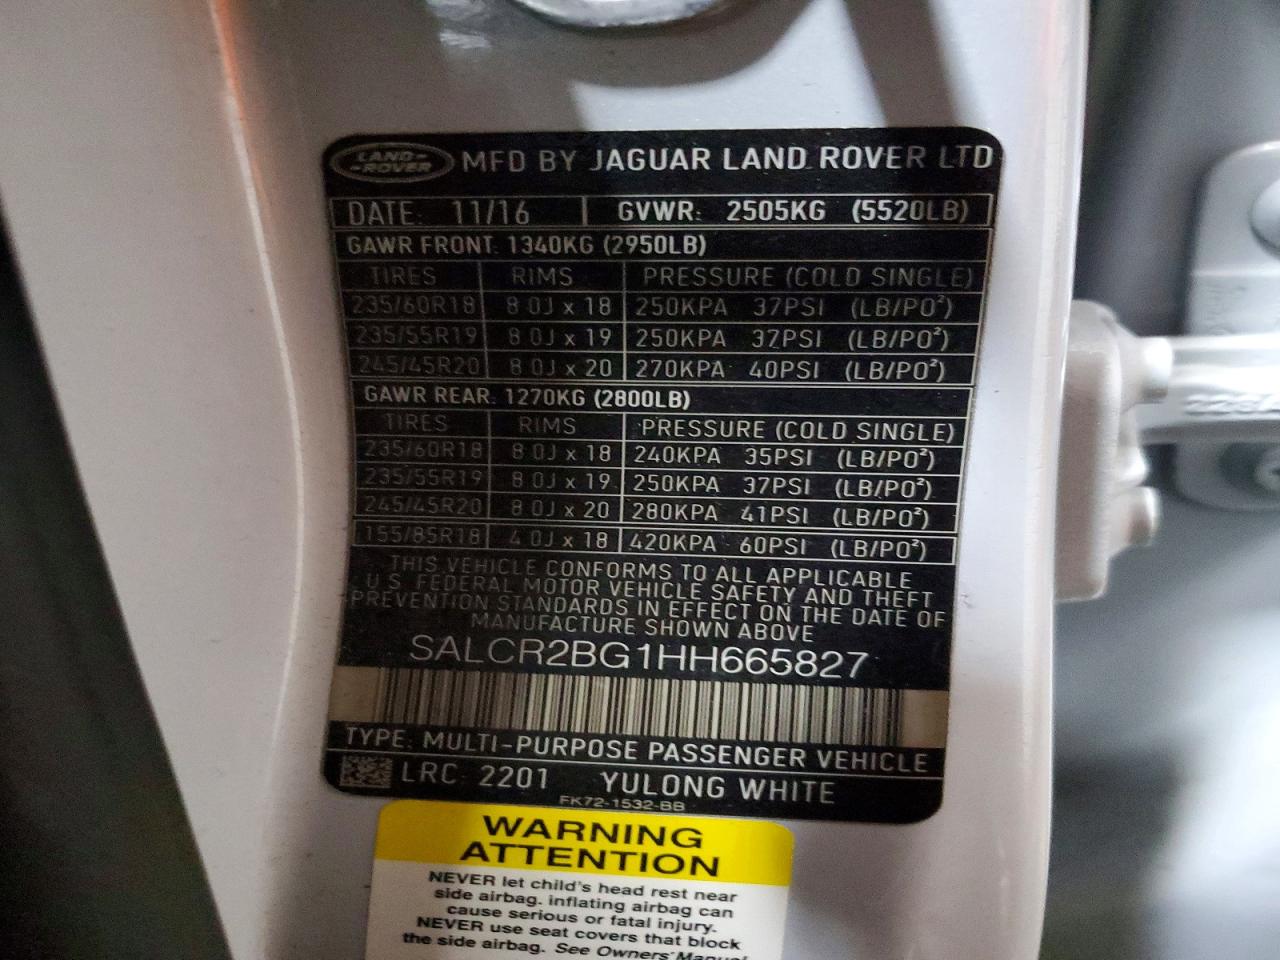 LAND-
-ROVER
MFD BY JAGUAR LAND ROVER LTD
DATE: 11/16 GVWR: 2505KG (5520LB)
GAWR FRONT: 1340KG (2950LB)
TIRES RIMS PRESSURE (COLD SINGLE)
235/60R18 8.0J x 18 250KPA 37PSI (LB/PO²)
235/55R19 8.0J x 19 250KPA 37PSI (LB/PO²)
245/45R20 8.0J x 20 270KPA 40PSI (LB/PO²)
GAWR REAR: 1270KG (2800LB)
TIRES RIMS PRESSURE (COLD SINGLE)
235/60R18 8.0J x 18 240KPA 35PSI (LB/PO²)
235/55R19 8.0J x 19 250KPA 37PSI (LB/PO²)
245/45R20 8.0J x 20 280KPA 41PSI (LB/PO²)
155/85R18 4.0J x 18 420KPA 60PSI (LB/PO²)
THIS VEHICLE CONFORMS TO ALL APPLICABLE
U.S. FEDERAL MOTOR VEHICLE SAFETY AND THEFT
PREVENTION STANDARDS IN EFFECT ON THE DATE OF
MANUFACTURE SHOWN ABOVE
SALCR2BG1HH665827
TYPE: MULTI-PURPOSE PASSENGER VEHICLE
LRC: 2201 YULONG WHITE
FK72-1532-BB
WARNING
ATTENTION
NEVER let child's head rest near
side airbag. inflating airbag can
cause serious or fatal injury.
NEVER use seat covers that block
the side airbag. See Owners' Manual